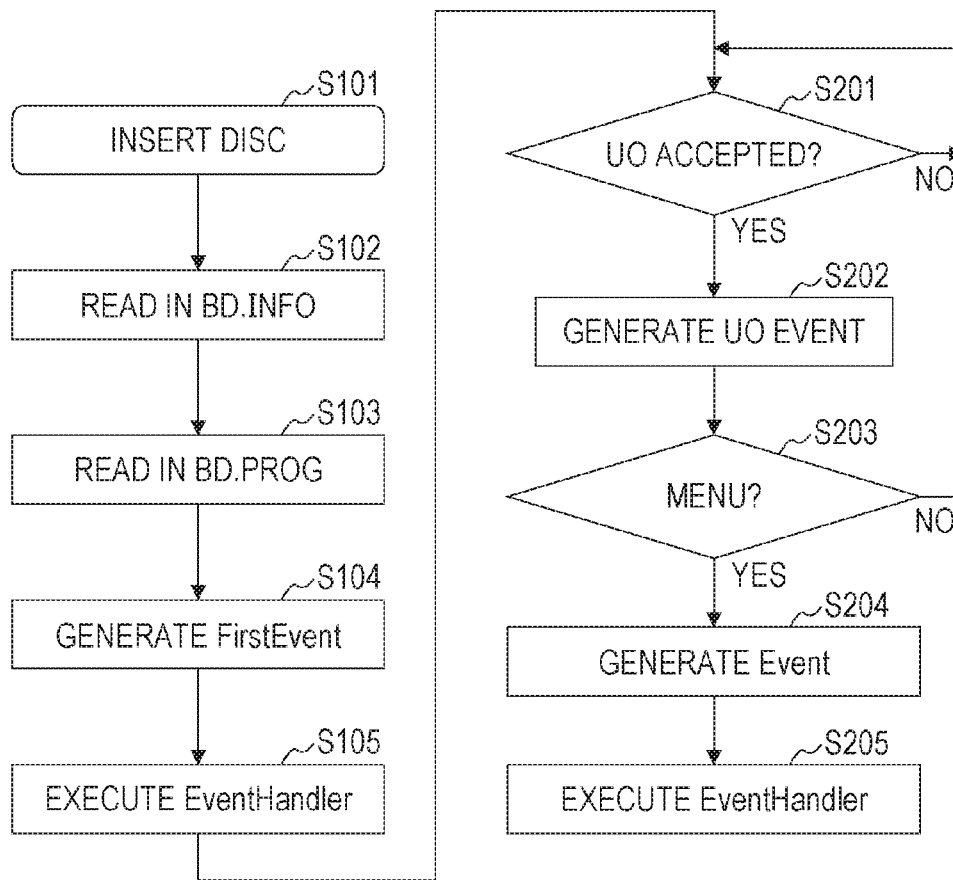 S101
INSERT DISC
S102
READ IN BD.INFO
S103
READ IN BD.PROG
S104
GENERATE FirstEvent
S105
EXECUTE EventHandler
S201
UO ACCEPTED?
NO
YES
S202
GENERATE UO EVENT
S203
MENU?
NO
YES
S204
GENERATE Event
S205
EXECUTE EventHandler